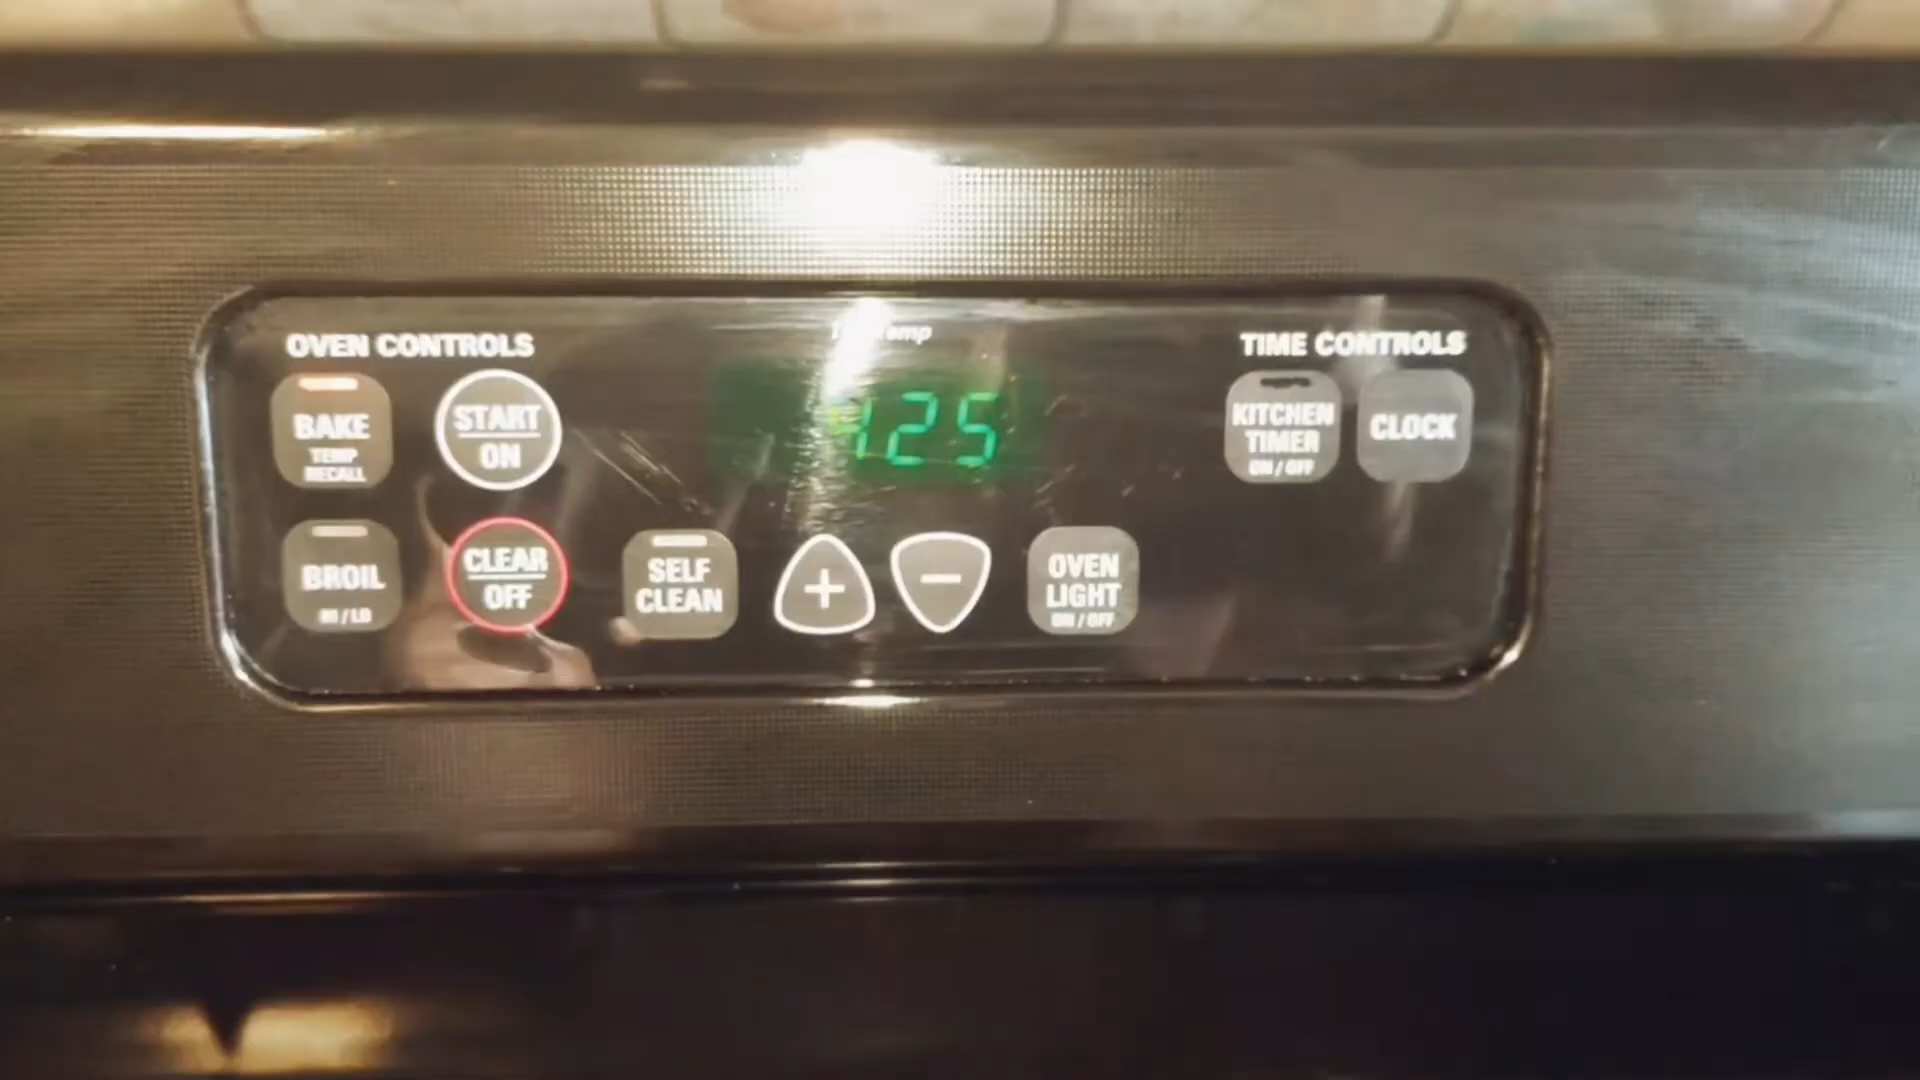 OVEN CONTROLS
TIME CONTROLS
BAKE
TEMP
RECALL
START
ON
425
KITCHEN
TIMER
ON / OFF
CLOCK
BROIL
HI / LO
CLEAR
OFF
SELF
CLEAN
+
−
OVEN
LIGHT
ON / OFF